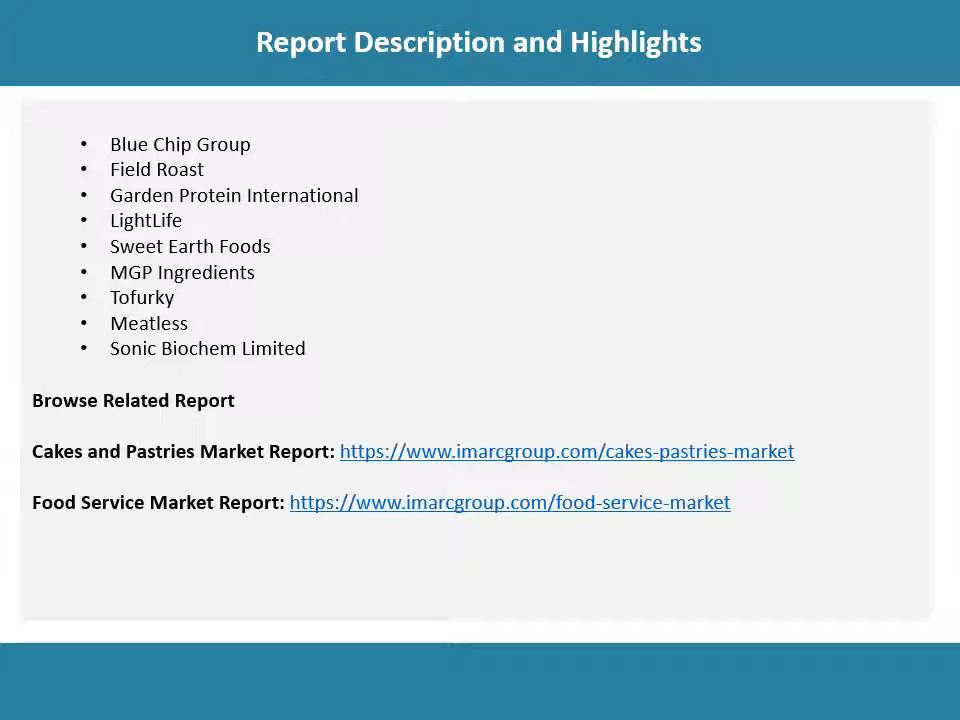 Report Description and Highlights
• Blue Chip Group
• Field Roast
• Garden Protein International
• LightLife
• Sweet Earth Foods
• MGP Ingredients
• Tofurky
• Meatless
• Sonic Biochem Limited
Browse Related Report
Cakes and Pastries Market Report: https://www.imarcgroup.com/cakes-pastries-market
Food Service Market Report: https://www.imarcgroup.com/food-service-market